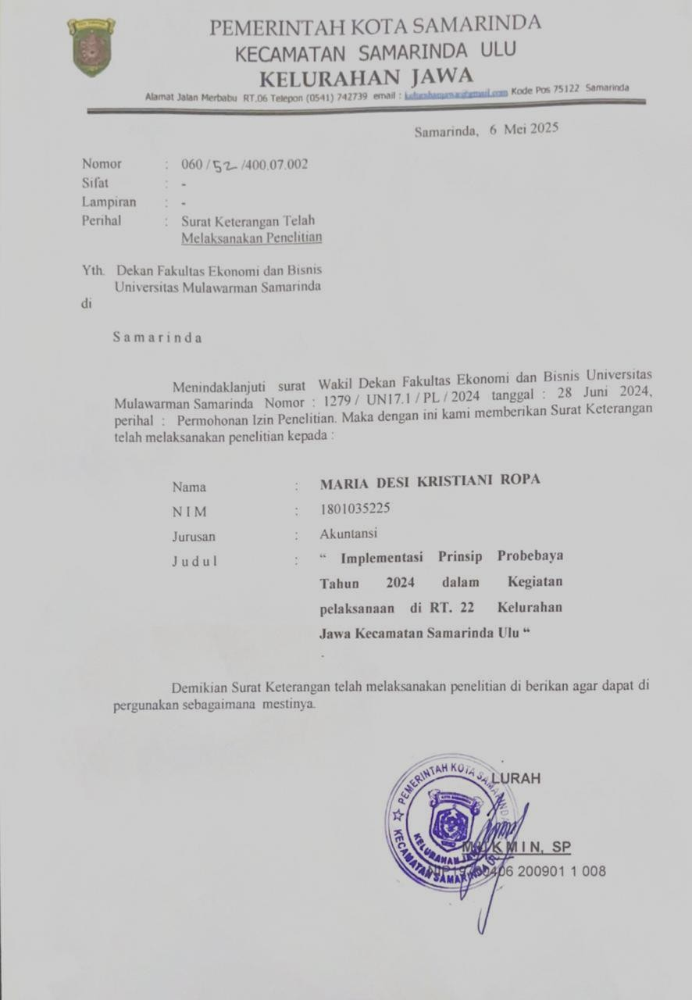 PEMERINTAH KOTA SAMARINDA
KECAMATAN SAMARINDA ULU
KELURAHAN JAWA
Alamat Jalan Merbabu RT.06 Telepon (0541) 742739 email : kelurahanjawa@gmail.com Kode Pos 75122 Samarinda
Samarinda, 6 Mei 2025
Nomor : 060 / 52 /400.07.002
Sifat : -
Lampiran : -
Perihal : Surat Keterangan Telah
Melaksanakan Penelitian
Yth. Dekan Fakultas Ekonomi dan Bisnis
Universitas Mulawarman Samarinda
di
S a m a r i n d a
Menindaklanjuti surat Wakil Dekan Fakultas Ekonomi dan Bisnis Universitas
Mulawarman Samarinda Nomor : 1279 / UN17.1 / PL / 2024 tanggal : 28 Juni 2024,
perihal : Permohonan Izin Penelitian. Maka dengan ini kami memberikan Surat Keterangan
telah melaksanakan penelitian kepada :
Nama : MARIA DESI KRISTIANI ROPA
N I M : 1801035225
Jurusan : Akuntansi
J u d u l : “ Implementasi Prinsip Probebaya
Tahun 2024 dalam Kegiatan
pelaksanaan di RT. 22 Kelurahan
Jawa Kecamatan Samarinda Ulu “
.
Demikian Surat Keterangan telah melaksanakan penelitian di berikan agar dapat di
pergunakan sebagaimana mestinya.
LURAH
PEMERINTAH KOTA SAMARINDA
KOTA SAMARINDA
KELURAHAN JAWA
KECAMATAN SAMARINDA
M U K M I N, SP
200901 1 008